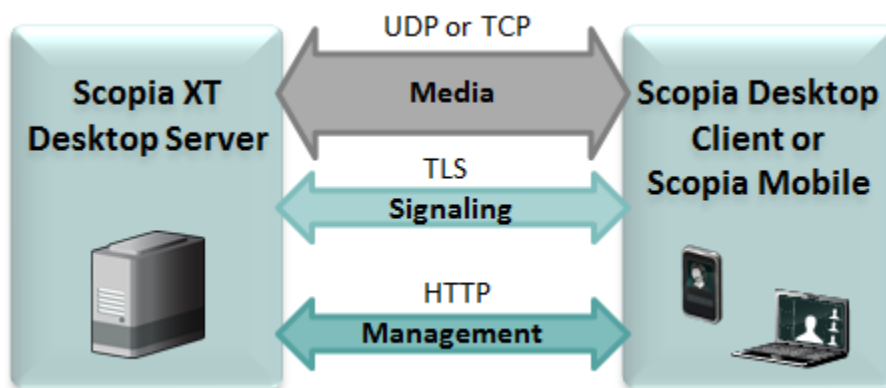 UDP or TCP
Scopia XT
Desktop Server
Media
Scopia Desktop
Client or
Scopia Mobile
TLS
Signaling
HTTP
Management